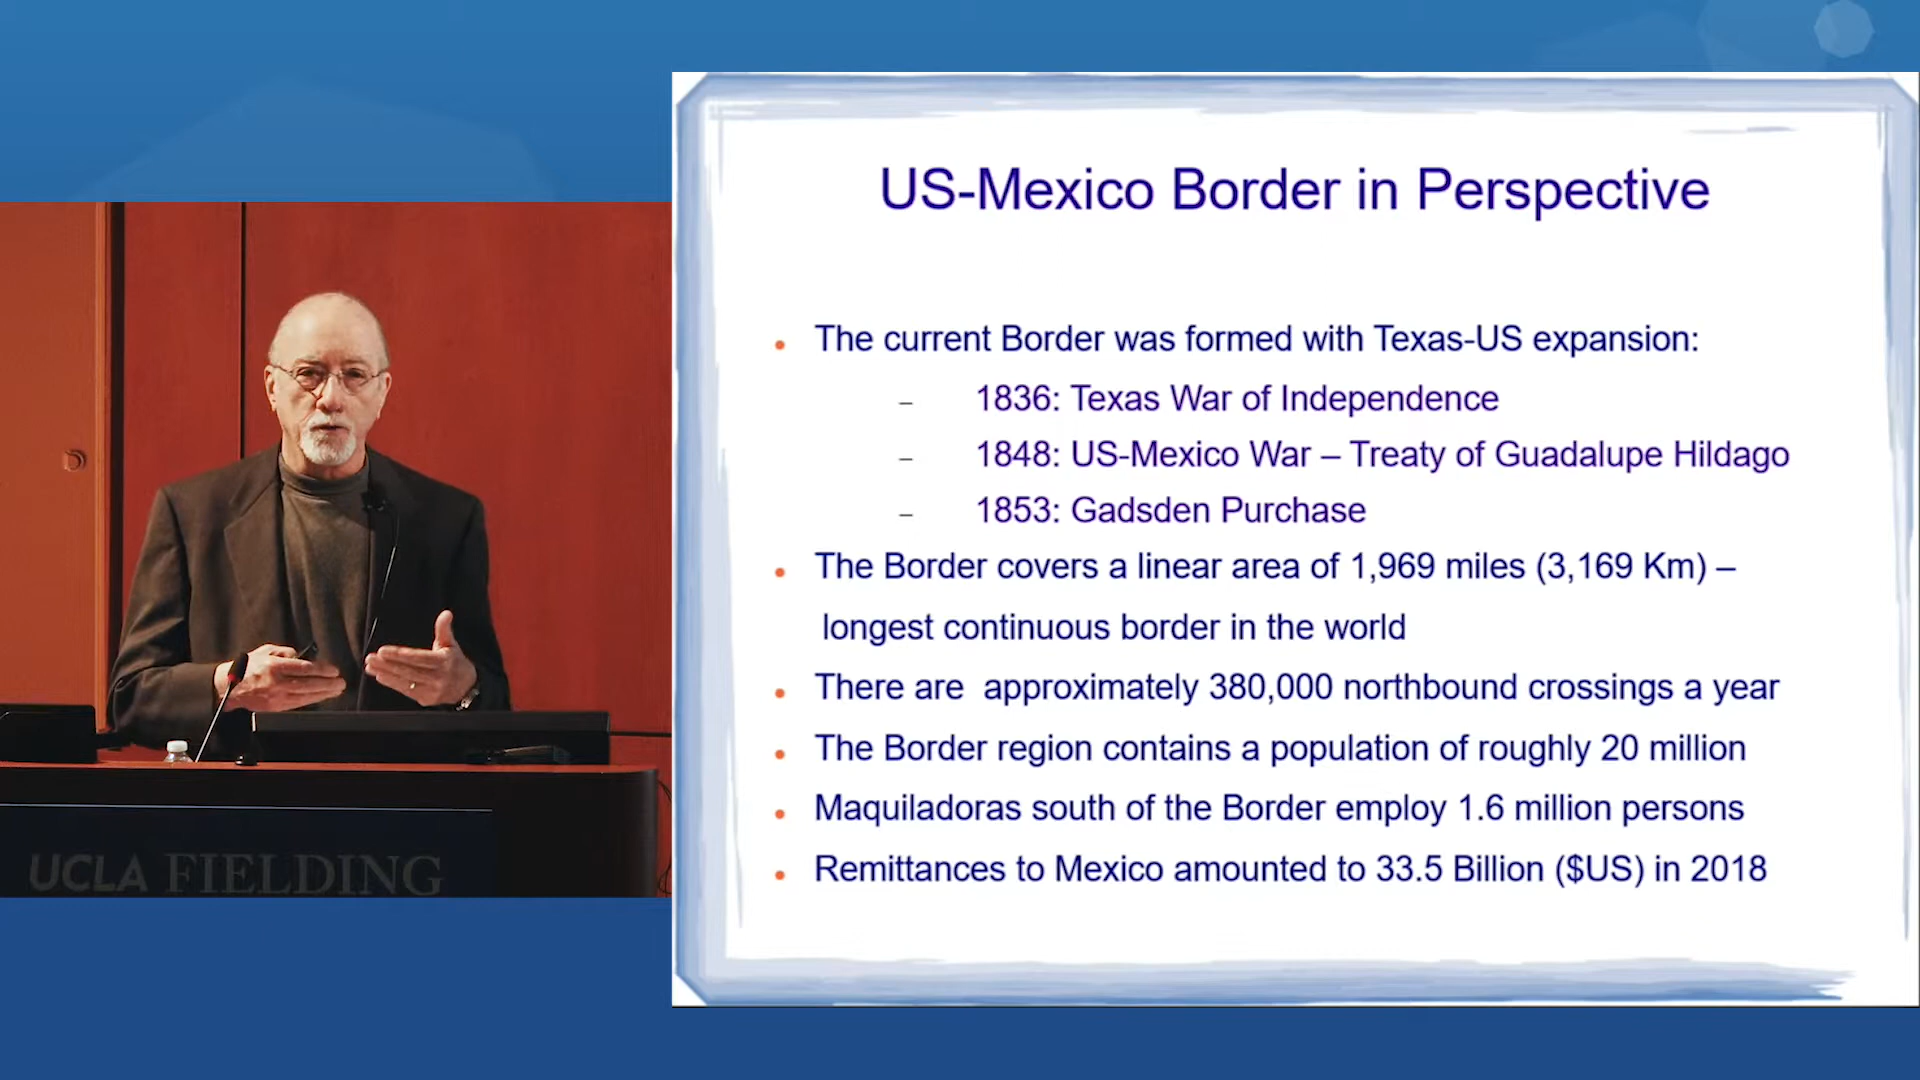 US-Mexico Border in Perspective
• The current Border was formed with Texas-US expansion:
– 1836: Texas War of Independence
– 1848: US-Mexico War – Treaty of Guadalupe Hildago
– 1853: Gadsden Purchase
• The Border covers a linear area of 1,969 miles (3,169 Km) –
longest continuous border in the world
• There are approximately 380,000 northbound crossings a year
• The Border region contains a population of roughly 20 million
• Maquiladoras south of the Border employ 1.6 million persons
• Remittances to Mexico amounted to 33.5 Billion ($US) in 2018
UCLA FIELDING